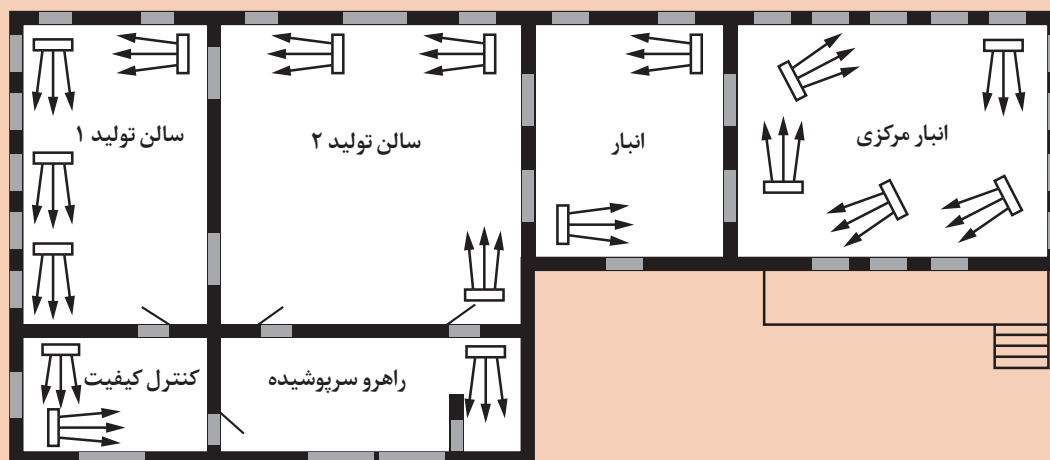 سالن تولید ۱
سالن تولید ۲
انبار
انبار مرکزی
کنترل کیفیت
راهرو سرپوشیده